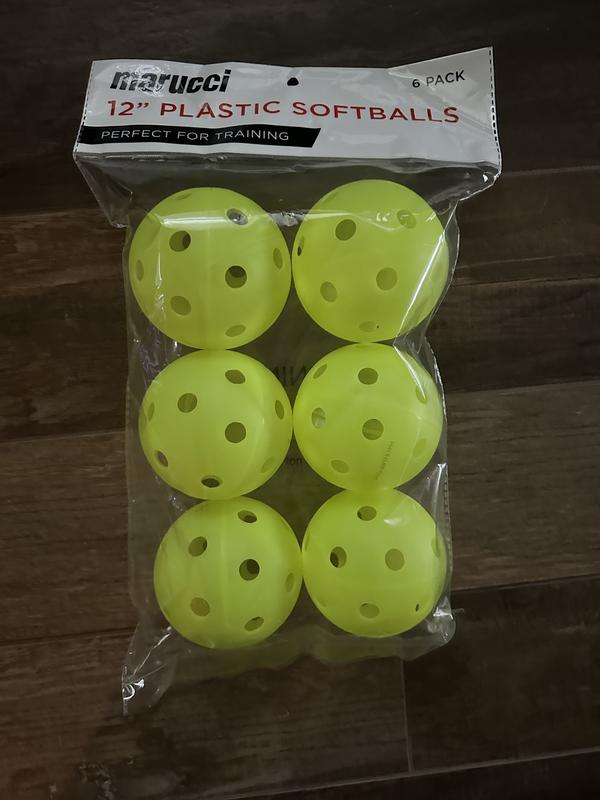 marucci
6 PACK
12" PLASTIC SOFTBALLS
PERFECT FOR TRAINING